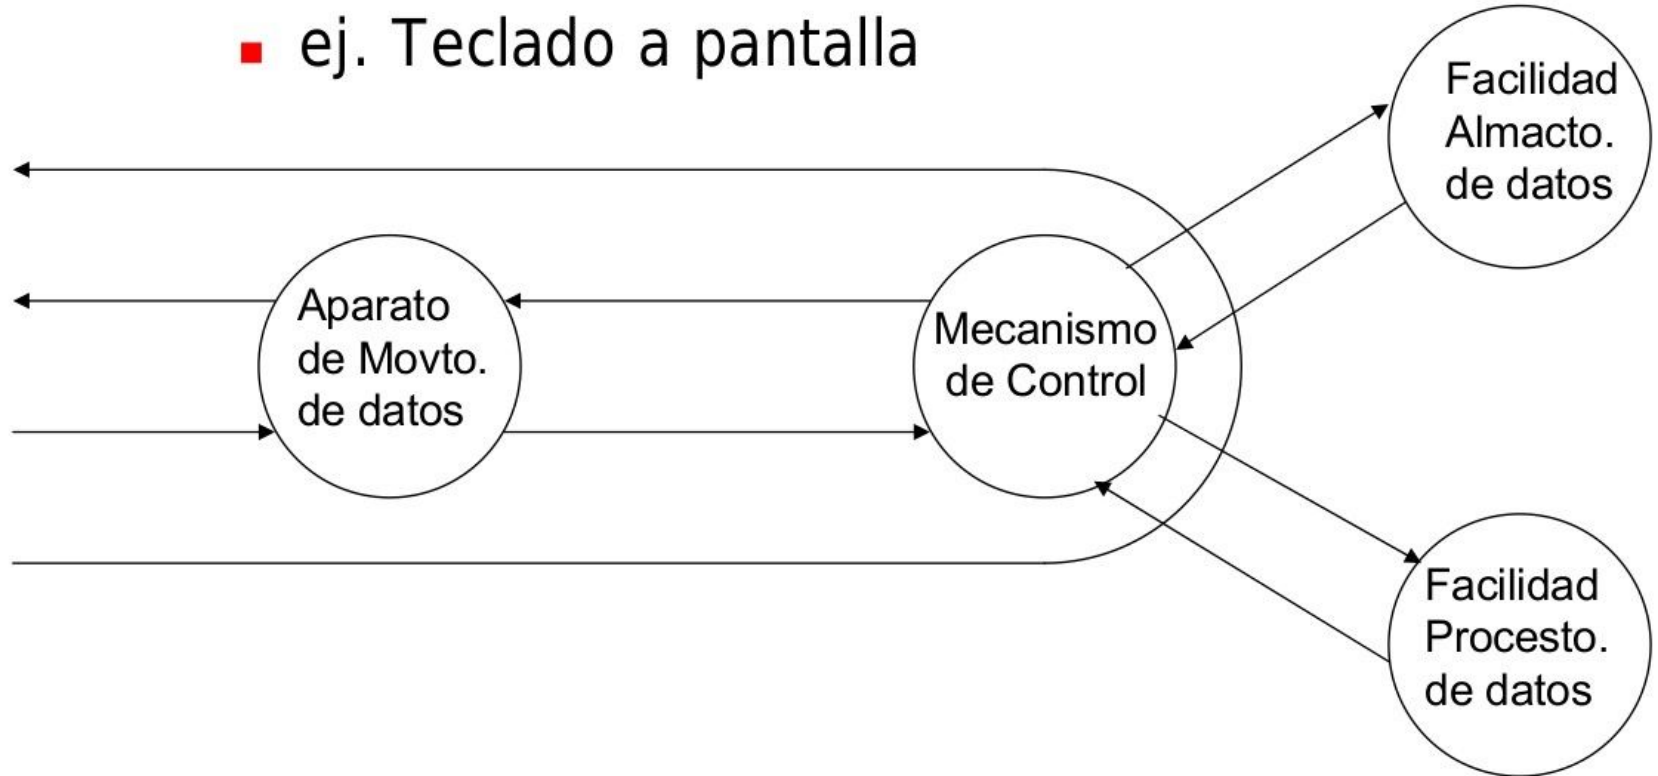 ej. Teclado a pantalla
Facilidad
Almacto.
de datos
Aparato
de Movto.
de datos
Mecanismo
de Control
Facilidad
Procesto.
de datos